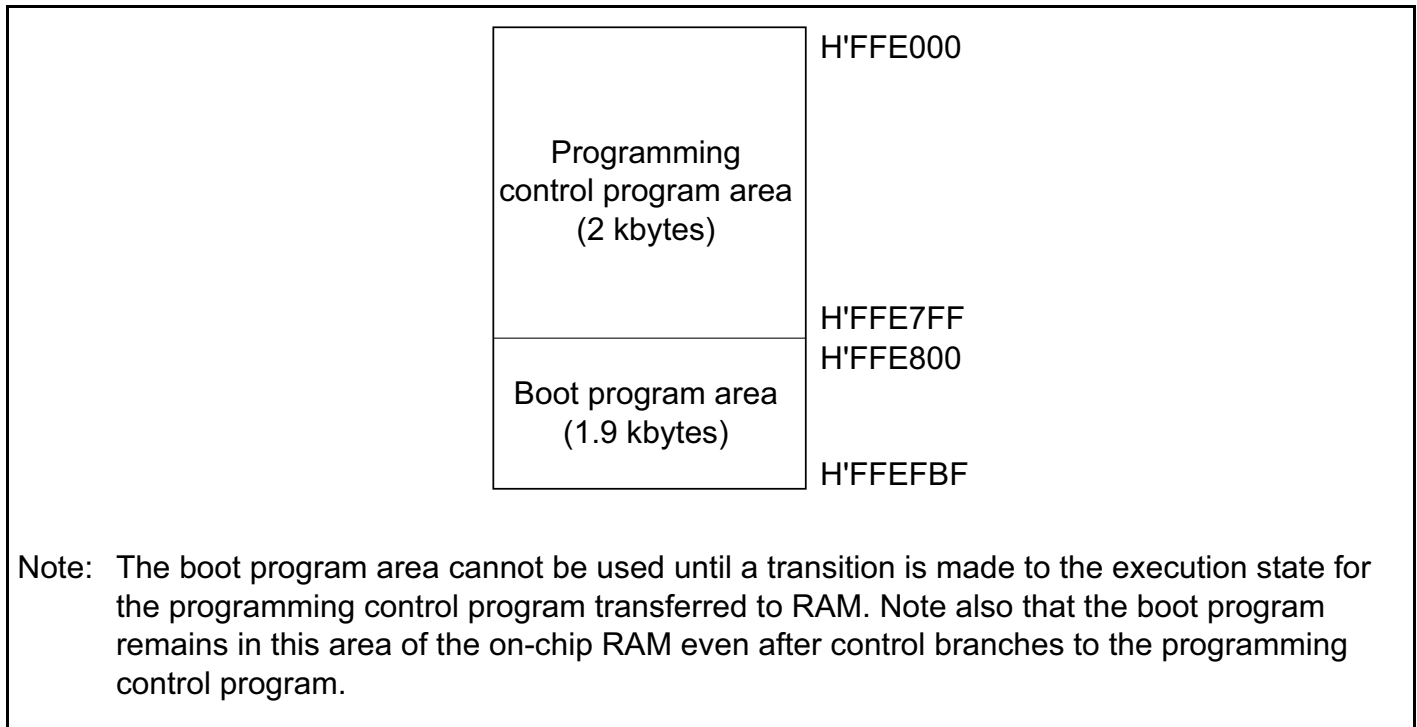 H'FFE000
Programming
control program area
(2 kbytes)
H'FFE7FF
H'FFE800
Boot program area
(1.9 kbytes)
H'FFEFBF
Note: The boot program area cannot be used until a transition is made to the execution state for
the programming control program transferred to RAM. Note also that the boot program
remains in this area of the on-chip RAM even after control branches to the programming
control program.